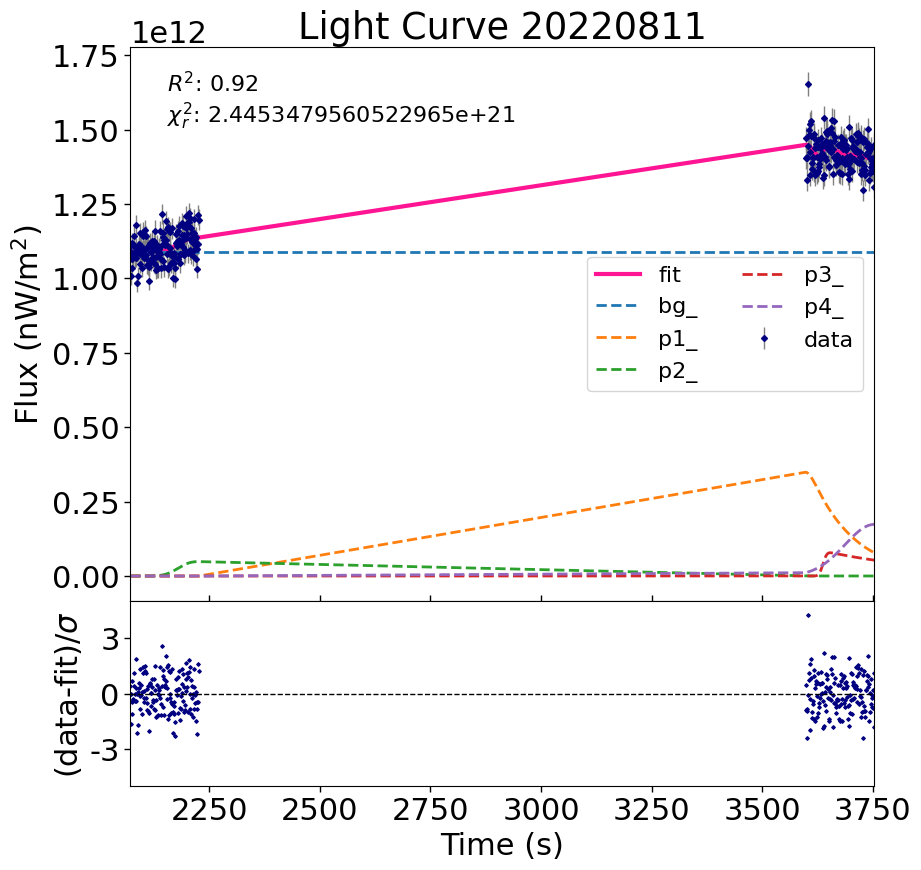 Light Curve 20220811
1e12
R²: 0.92
χ²ᵣ: 2.4453479560522965e+21
1.75
1.50
1.25
1.00
0.75
0.50
0.25
0.00
Flux (nW/m²)
fit
bg_
p1_
p2_
p3_
p4_
data
3
0
-3
(data-fit)/σ
2250 2500 2750 3000 3250 3500 3750
Time (s)